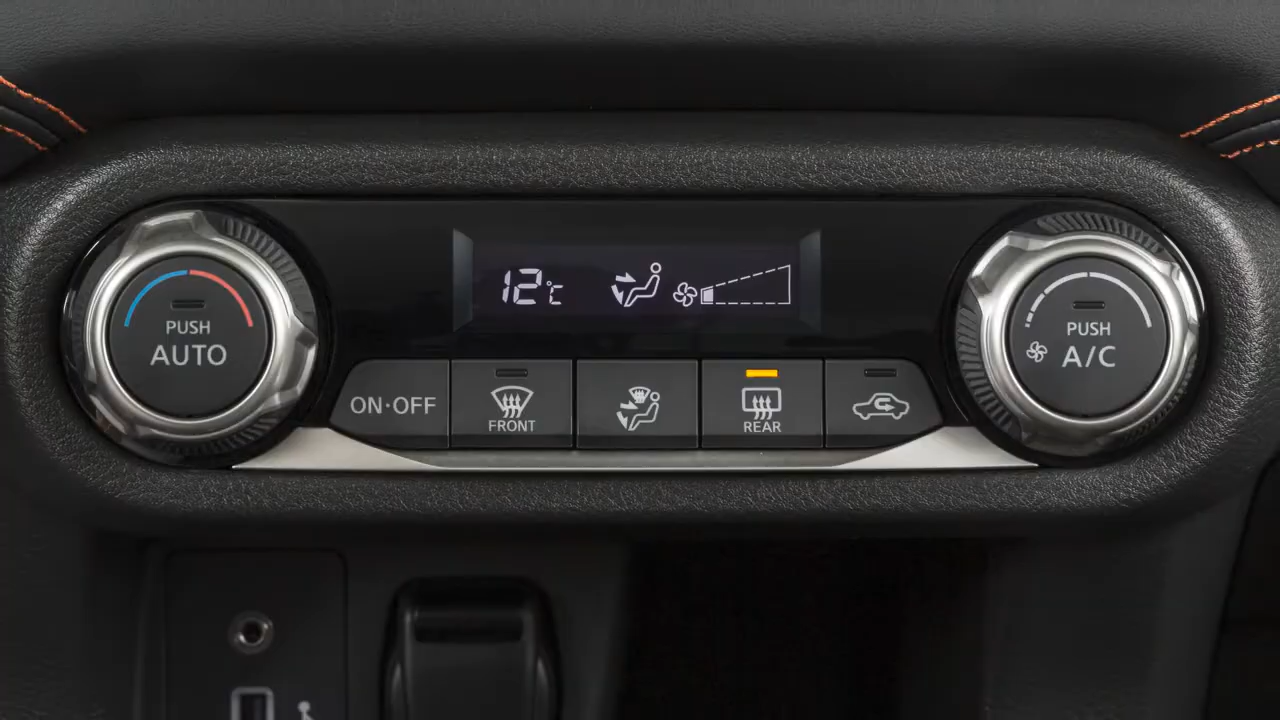 12°C
PUSH
AUTO
PUSH
A/C
ON·OFF
FRONT
REAR